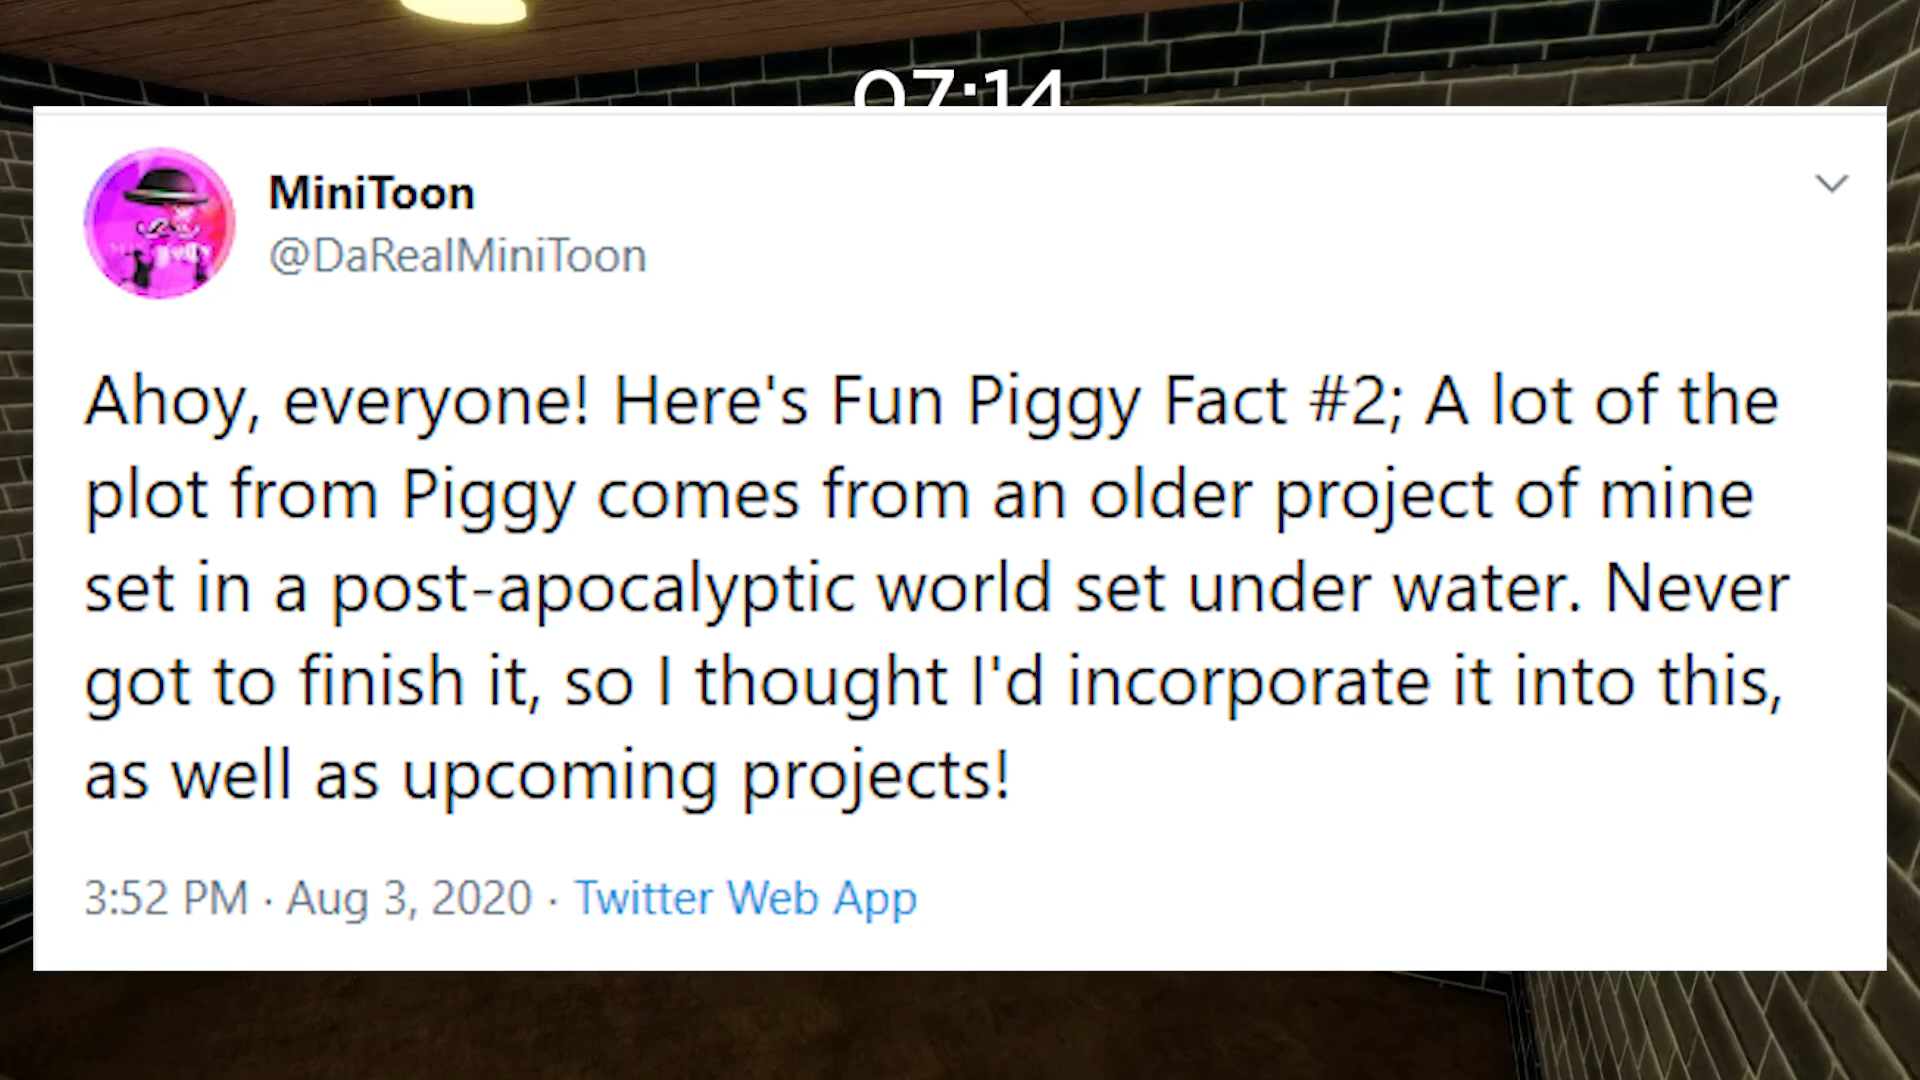 07:14
MiniToon
@DaRealMiniToon
Ahoy, everyone! Here's Fun Piggy Fact #2; A lot of the
plot from Piggy comes from an older project of mine
set in a post-apocalyptic world set under water. Never
got to finish it, so I thought I'd incorporate it into this,
as well as upcoming projects!
3:52 PM · Aug 3, 2020 · Twitter Web App